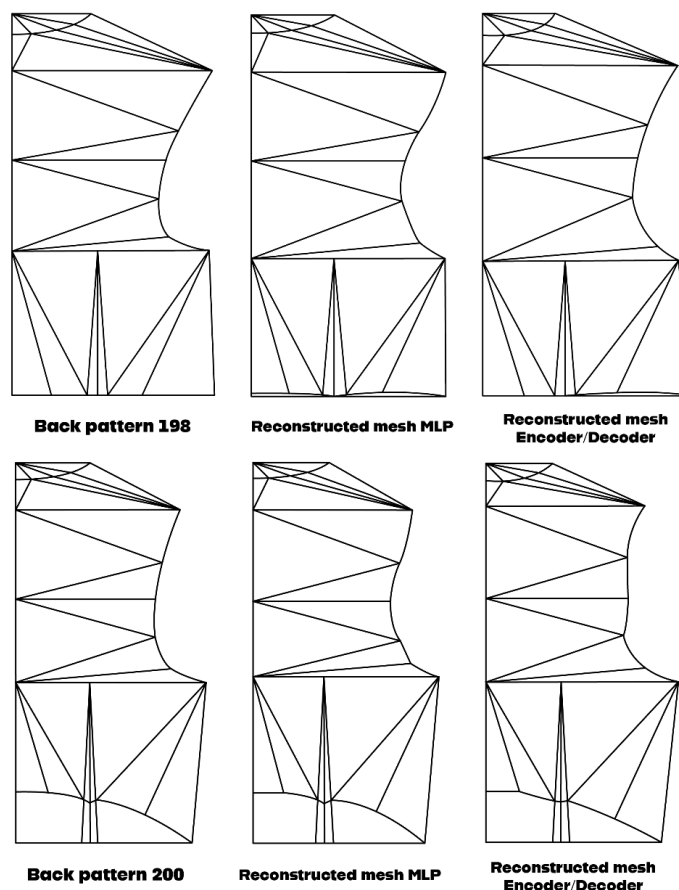 Back pattern 198
Reconstructed mesh MLP
Reconstructed mesh
Encoder/Decoder
Back pattern 200
Reconstructed mesh MLP
Reconstructed mesh
Encoder/Decoder